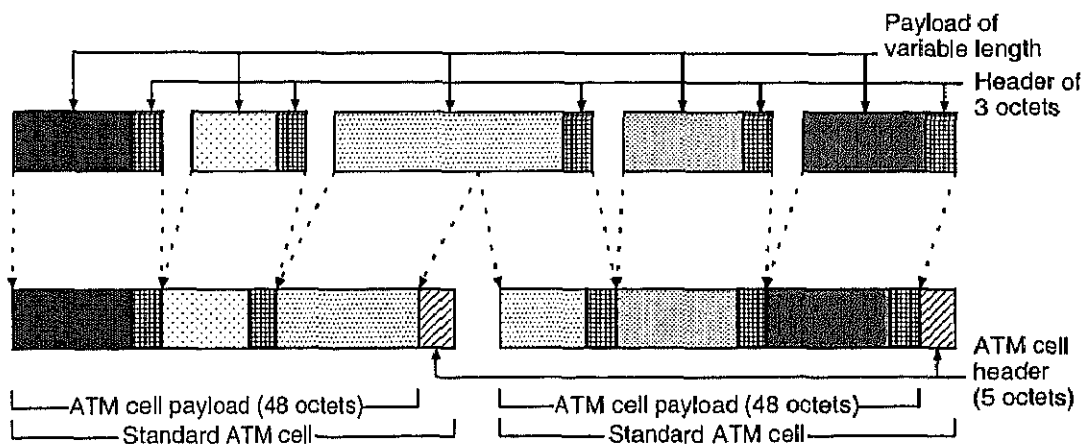 Payload of
variable length
Header of
3 octets
ATM cell
header
(5 octets)
ATM cell payload (48 octets)
ATM cell payload (48 octets)
Standard ATM cell
Standard ATM cell